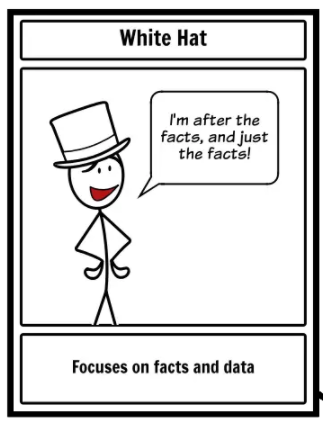 White Hat
I'm after the
facts, and just
the facts!
Focuses on facts and data